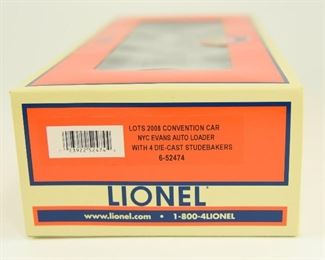 LOTS 2008 CONVENTION CAR
NYC EVANS AUTO LOADER
WITH 4 DIE-CAST STUDEBAKERS
6-52474
LIONEL
www.lionel.com • 1-800-4LIONEL